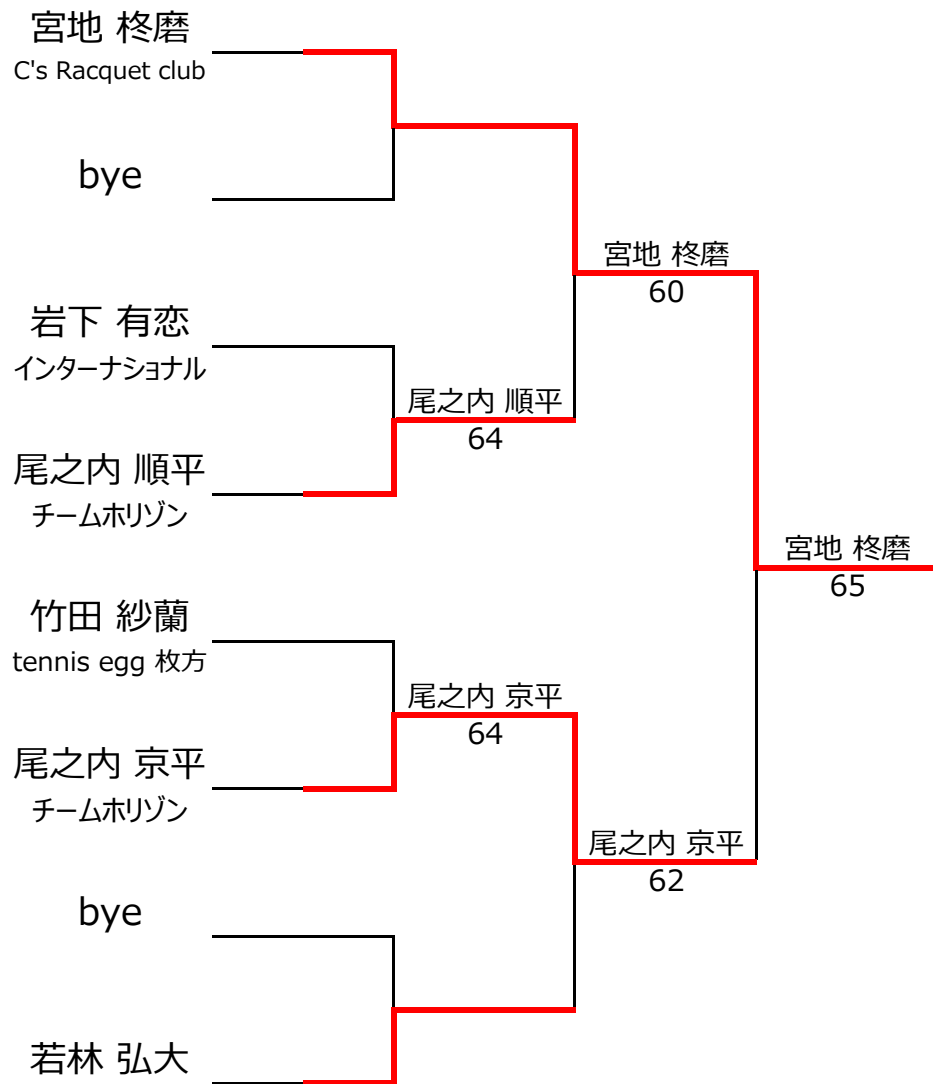 宮地 柊磨
C's Racquet club
bye
宮地 柊磨
60
岩下 有恋
インターナショナル
尾之内 順平
64
尾之内 順平
チームホリゾン
宮地 柊磨
65
竹田 紗蘭
tennis egg 枚方
尾之内 京平
64
尾之内 京平
チームホリゾン
尾之内 京平
62
bye
若林 弘大